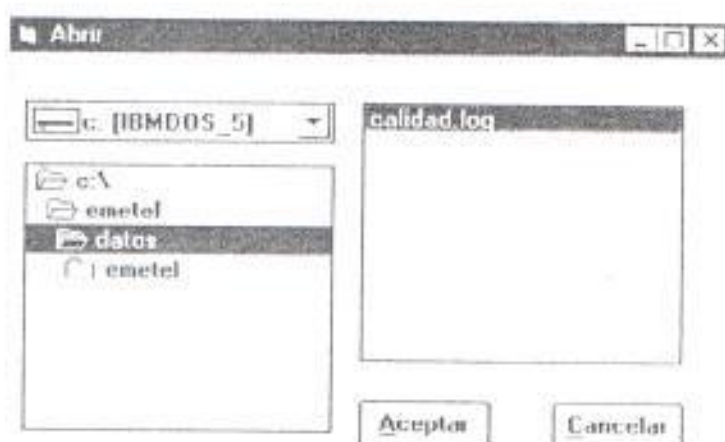 Abrir
c: [IBMDOS_5]
calidad.log
c:\
emetel
datos
emetel
Aceptar
Cancelar